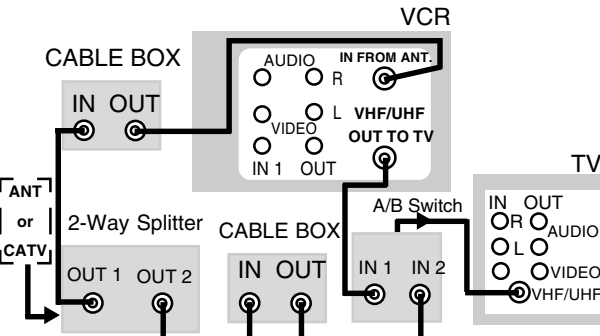 VCR
CABLE BOX
AUDIO
IN FROM ANT.
R
IN OUT
L
VHF/UHF
VIDEO
OUT TO TV
IN 1 OUT
TV
ANT
or
CATV
2-Way Splitter
CABLE BOX
A/B Switch
IN OUT
R
AUDIO
L
VIDEO
VHF/UHF
OUT 1 OUT 2
IN OUT
IN 1 IN 2